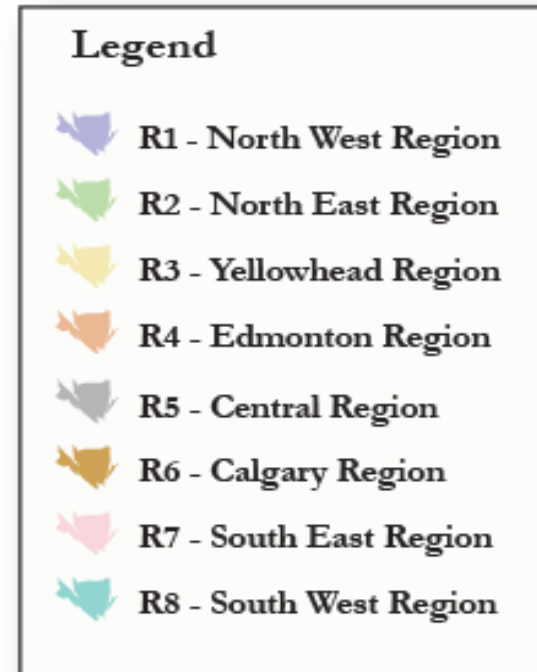 Legend
R1 - North West Region
R2 - North East Region
R3 - Yellowhead Region
R4 - Edmonton Region
R5 - Central Region
R6 - Calgary Region
R7 - South East Region
R8 - South West Region